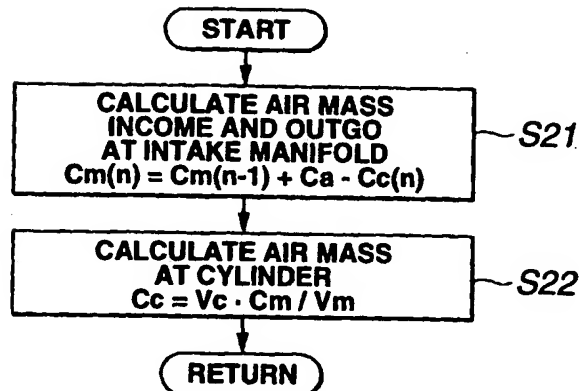 START
CALCULATE AIR MASS
INCOME AND OUTGO
AT INTAKE MANIFOLD
Cm(n) = Cm(n-1) + Ca - Cc(n)
S21
CALCULATE AIR MASS
AT CYLINDER
Cc = Vc · Cm / Vm
S22
RETURN